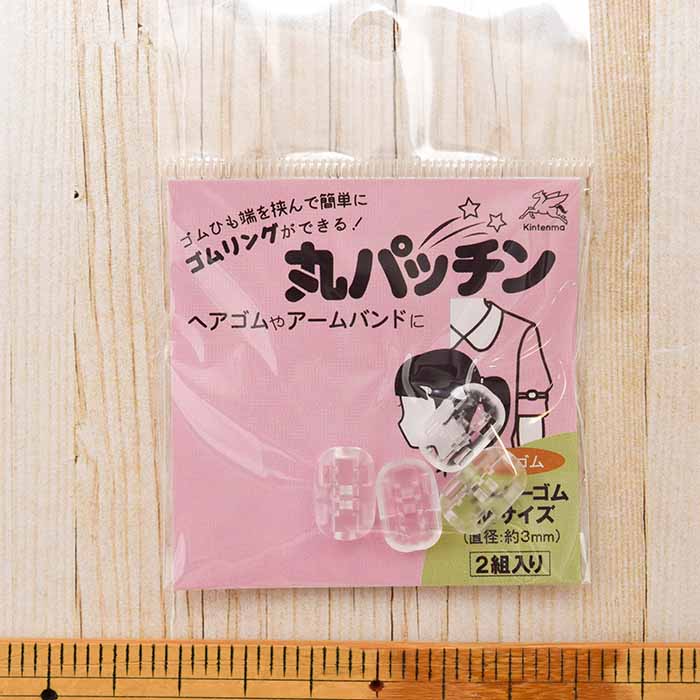 ゴムひも端を挟んで簡単に
ゴムリングができる!
Kintenma
丸パッチン
ヘアゴムやアームバンドに
ゴム
ーゴム
サイズ
(直径:約3mm)
2組入り